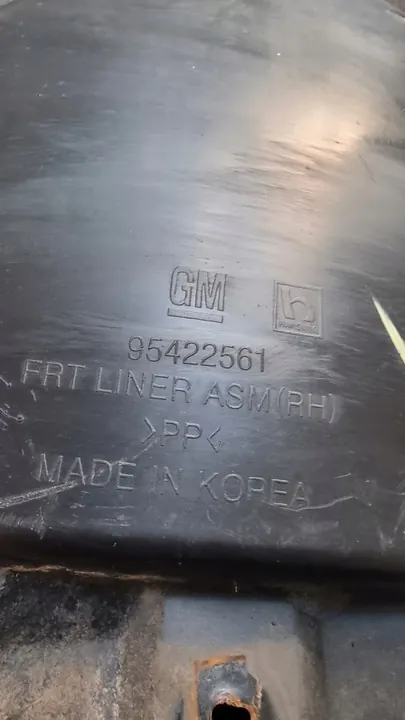 GM
95422561
FRT LINER ASM(RH)
>PP<
MADE IN KOREA